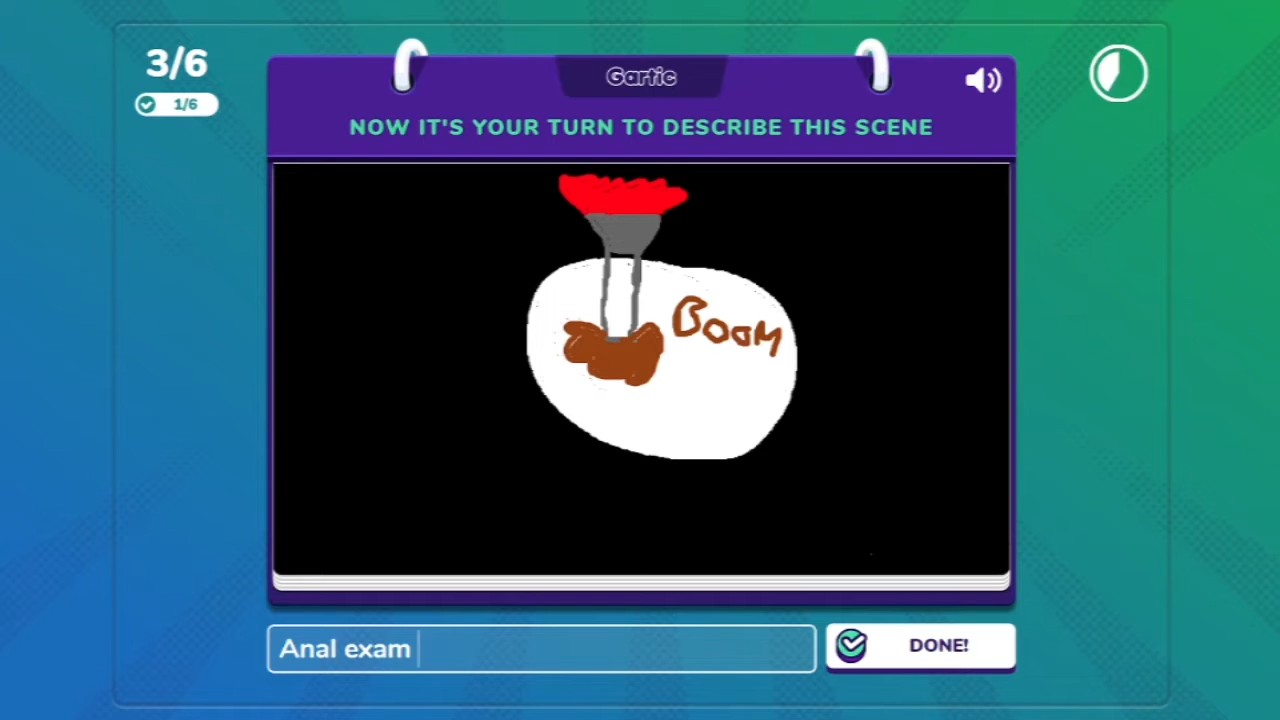 3/6
1/6
Gartic
NOW IT'S YOUR TURN TO DESCRIBE THIS SCENE
BOOM
Anal exam
DONE!